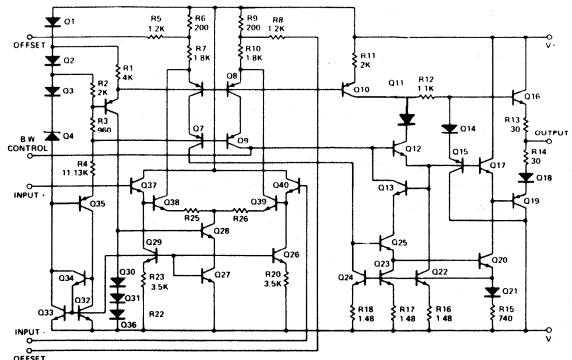 Q1
R5
1.2K
R6
200
R9
200
R8
1.2K
OFFSET
V·
Q2
R1
4K
R7
1.8K
R10
1.8K
R11
2K
Q3
R2
2K
Q8
Q10
Q11
R12
1.1K
Q16
R3
960
R13
30
Q4
Q7
Q9
Q14
OUTPUT
B.W
CONTROL
Q12
Q15
Q17
R14
30
R4
11.13K
Q18
INPUT ·
Q35
Q37
Q38
Q39
Q40
Q13
Q19
R25
R26
Q28
Q25
Q29
Q26
Q34
Q30
R23
3.5K
Q27
R20
3.5K
Q24
Q23
Q22
Q20
Q31
Q21
Q33
Q32
Q36
R22
R18
1.48
R17
1.48
R16
1.48
R15
740
INPUT ·
V
OFFSET